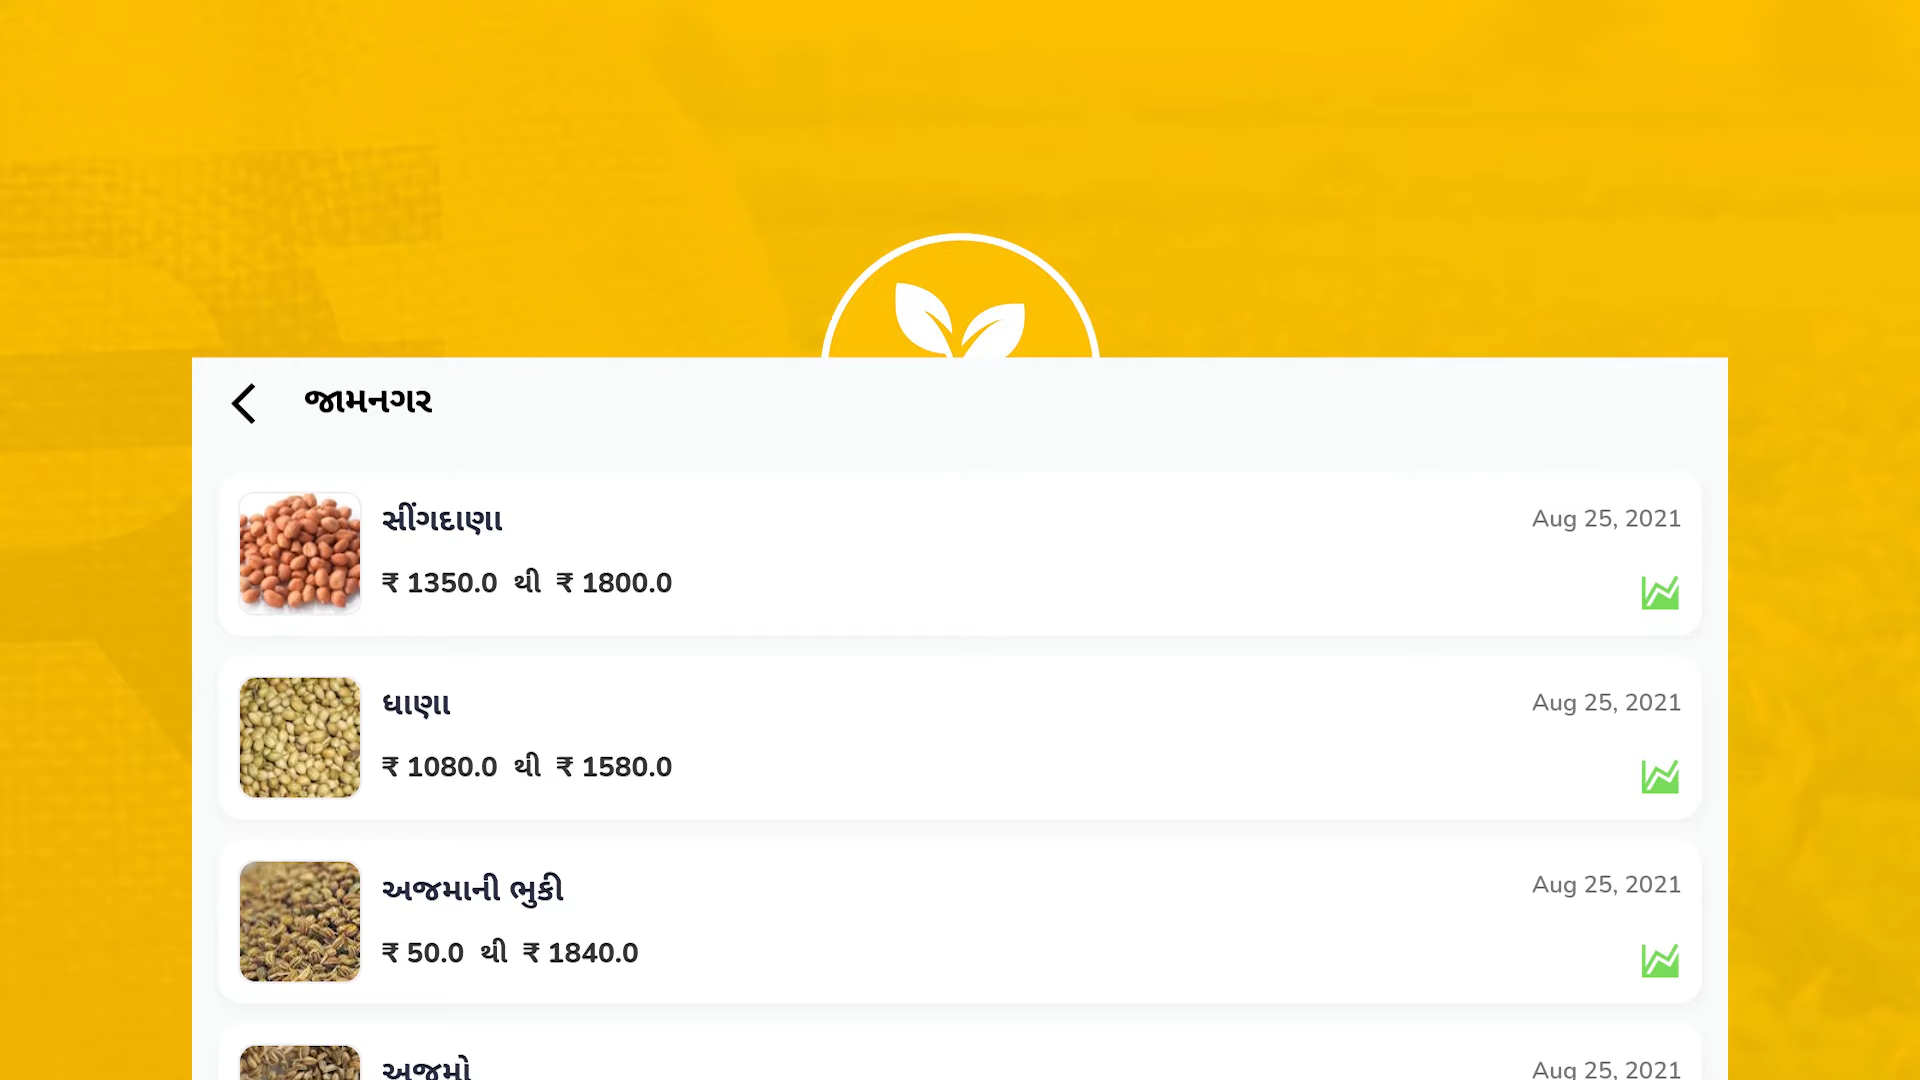 જામનગર
સીંગદાણા
Aug 25, 2021
₹ 1350.0 થી ₹ 1800.0
ધાણા
Aug 25, 2021
₹ 1080.0 થી ₹ 1580.0
અજમાની ભુકી
Aug 25, 2021
₹ 50.0 થી ₹ 1840.0
અજમો
Aug 25, 2021